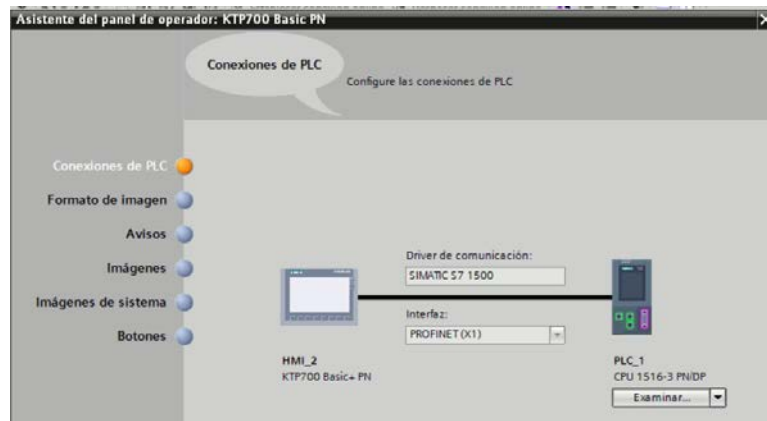 Asistente del panel de operador: KTP700 Basic PN
Conexiones de PLC
Configure las conexiones de PLC
Conexiones de PLC
Formato de imagen
Avisos
Imágenes
Imágenes de sistema
Botones
Driver de comunicación:
SIMATIC S7 1500
Interfaz:
PROFINET (X1)
HMI_2
KTP700 Basic+ PN
PLC_1
CPU 1516-3 PN/DP
Examinar...